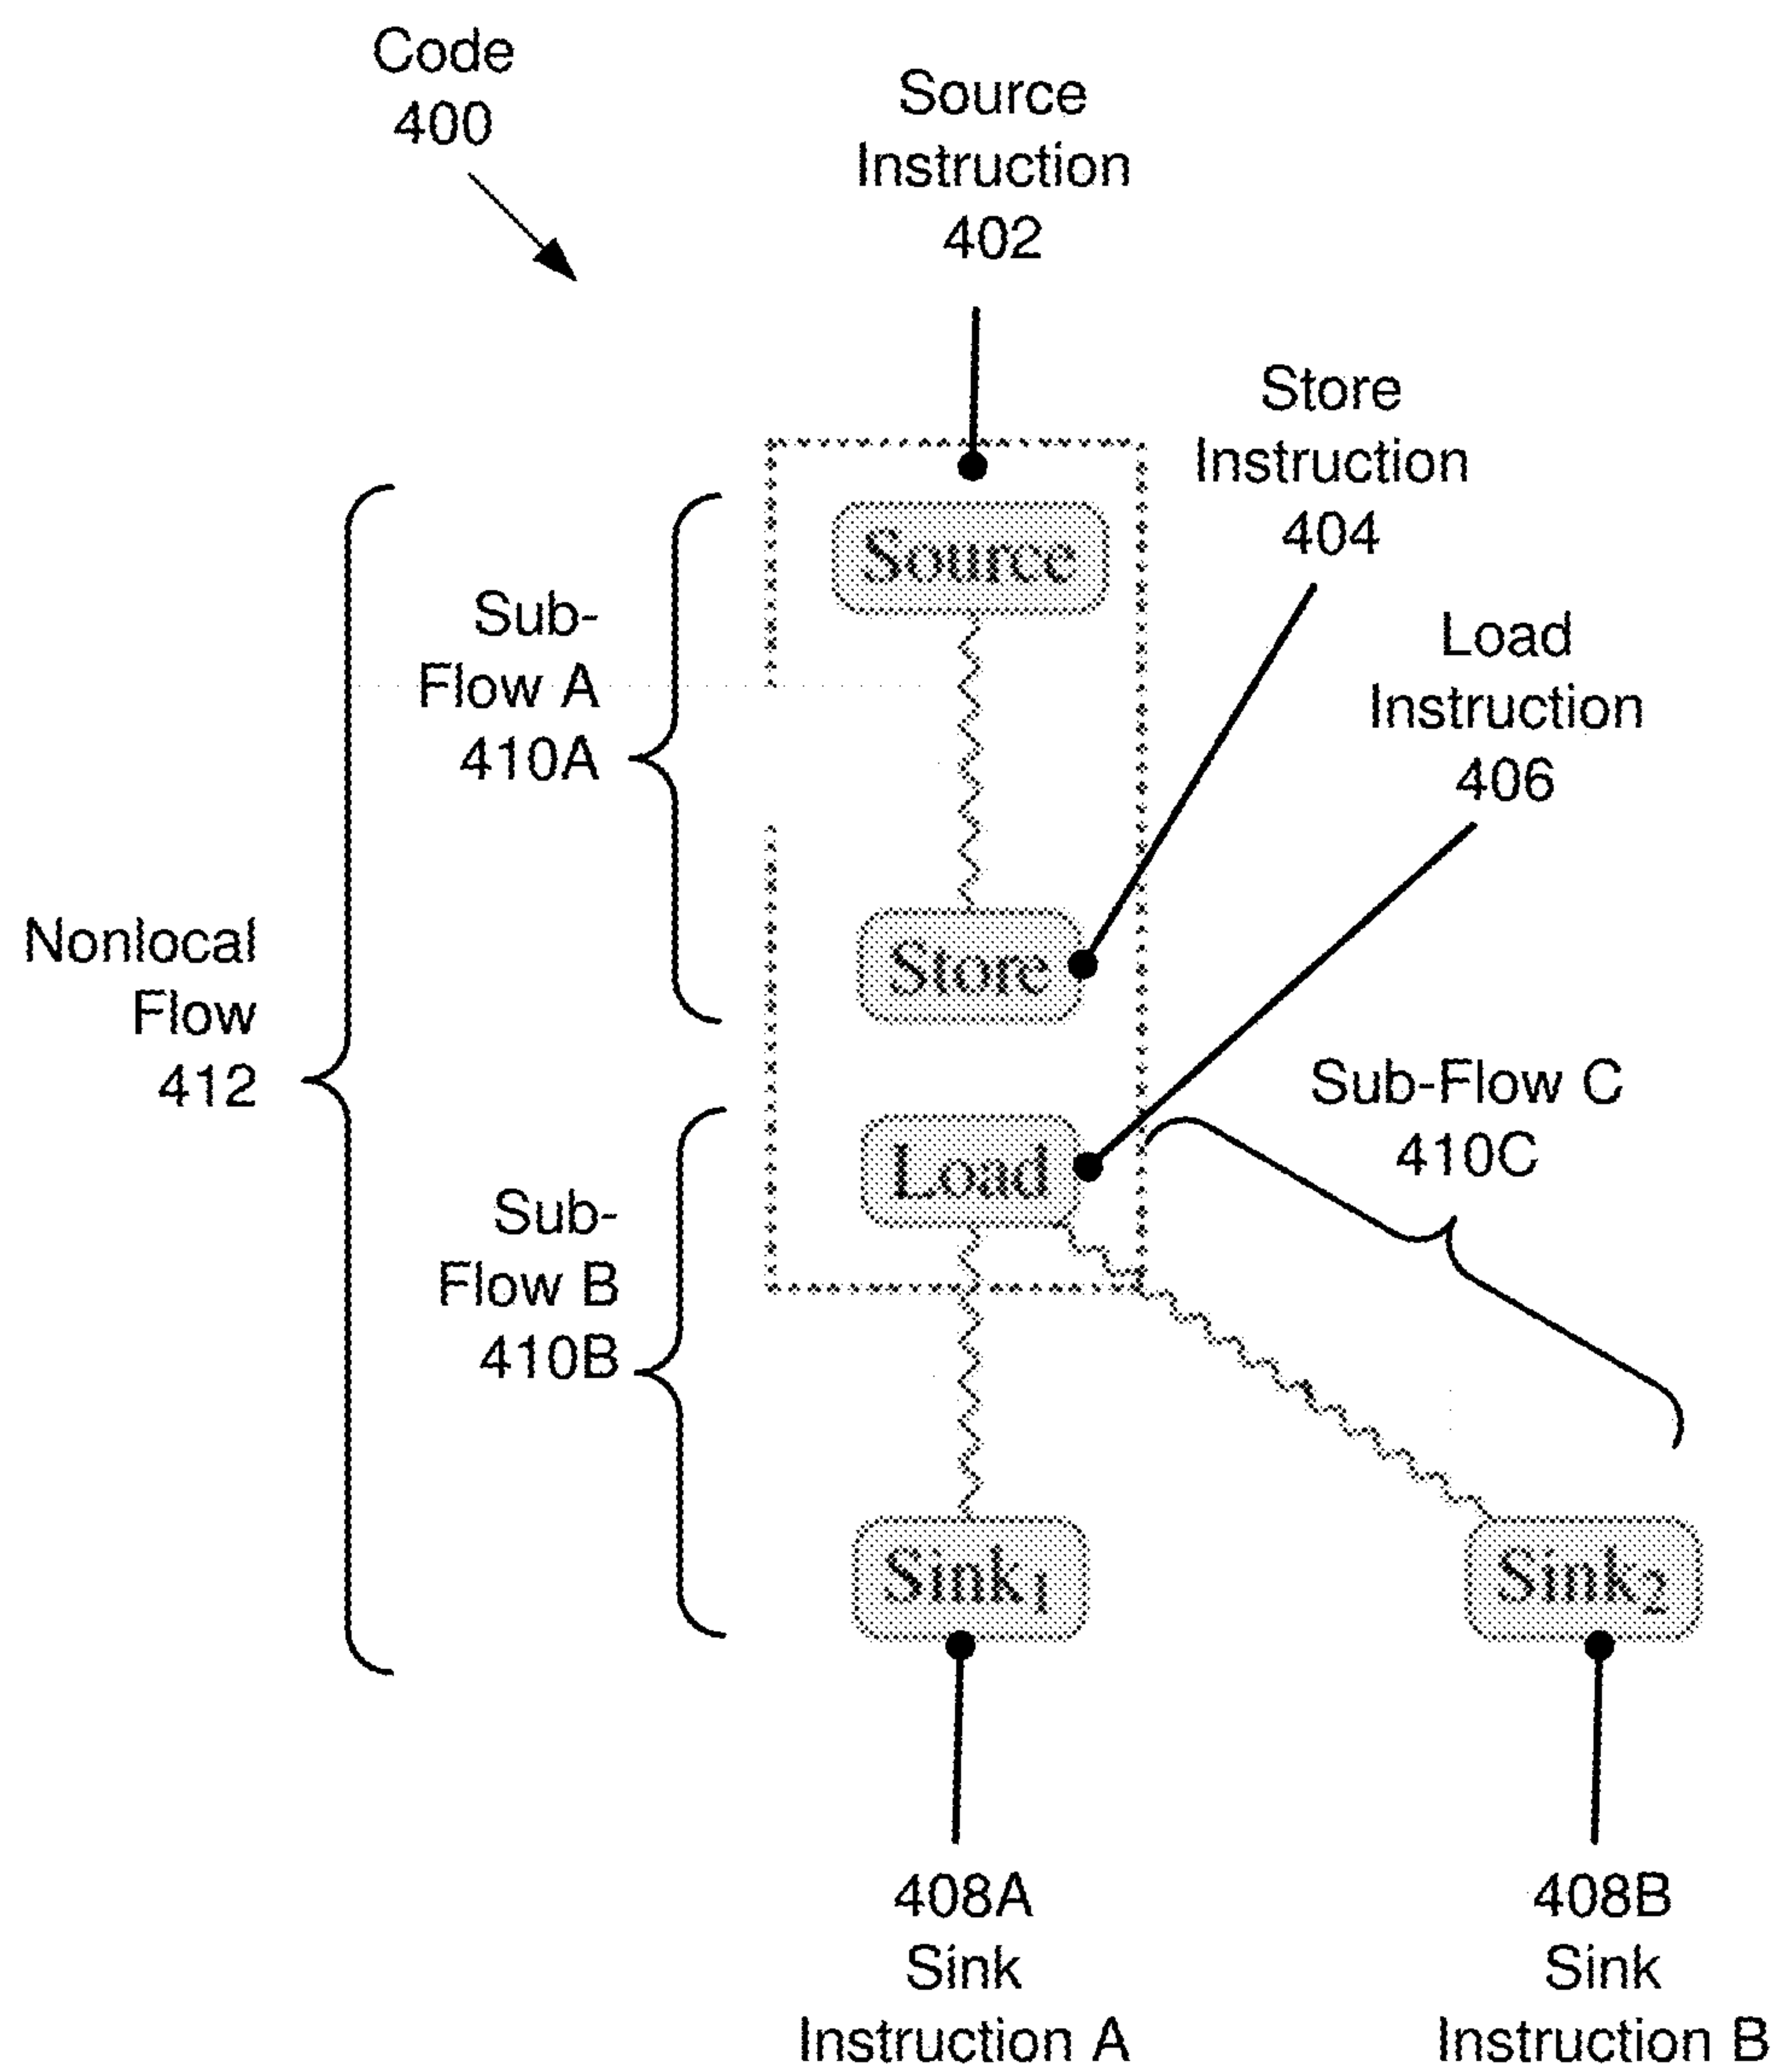 Code
400
Source
Instruction
402
Store
Instruction
404
Load
Instruction
406
Source
Sub-
Flow A
410A
Store
Nonlocal
Flow
412
Sub-Flow C
410C
Load
Sub-
Flow B
410B
Sink1
Sink2
408A
Sink
Instruction A
408B
Sink
Instruction B